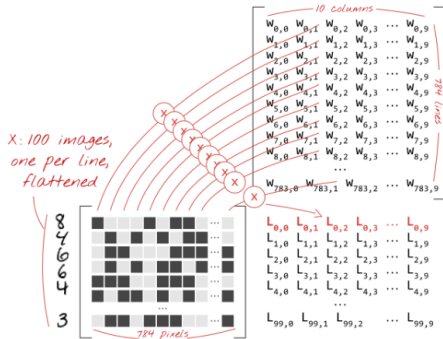 10 columns
W0,0 W0,1 W0,2 W0,3 ... W0,9
W1,0 W1,1 W1,2 W1,3 ... W1,9
W2,0 W2,1 W2,2 W2,3 ... W2,9
W3,0 W3,1 W3,2 W3,3 ... W3,9
W4,0 W4,1 W4,2 W4,3 ... W4,9
W5,0 W5,1 W5,2 W5,3 ... W5,9
W6,0 W6,1 W6,2 W6,3 ... W6,9
W7,0 W7,1 W7,2 W7,3 ... W7,9
W8,0 W8,1 W8,2 W8,3 ... W8,9
...
W783,0 W783,1 W783,2 ... W783,9
784 lines
x
x
x
x
x
x
x
x
x
X: 100 images,
one per line,
flattened
8
4
6
6
4
3
...
784 pixels
L0,0 L0,1 L0,2 L0,3 ... L0,9
L1,0 L1,1 L1,2 L1,3 ... L1,9
L2,0 L2,1 L2,2 L2,3 ... L2,9
L3,0 L3,1 L3,2 L3,3 ... L3,9
L4,0 L4,1 L4,2 L4,3 ... L4,9
...
L99,0 L99,1 L99,2 ... L99,9